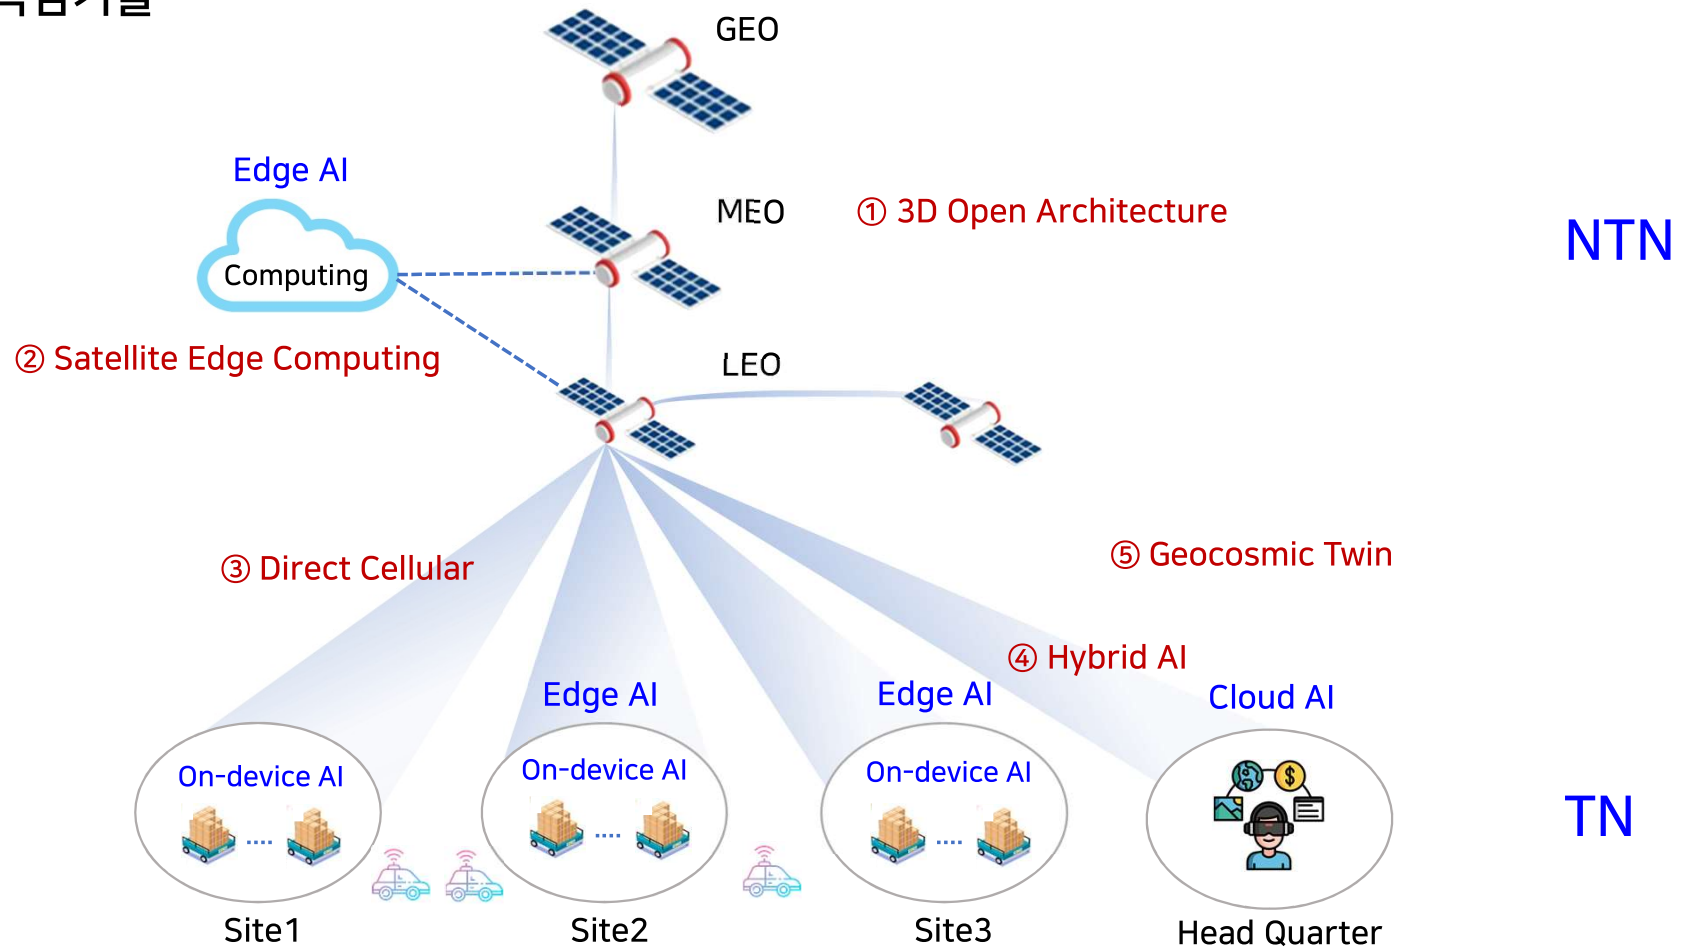 GEO
Edge AI
MEO
① 3D Open Architecture
NTN
Computing
② Satellite Edge Computing
LEO
③ Direct Cellular
⑤ Geocosmic Twin
④ Hybrid AI
Edge AI
Edge AI
Cloud AI
On-device AI
On-device AI
On-device AI
TN
Site1
Site2
Site3
Head Quarter